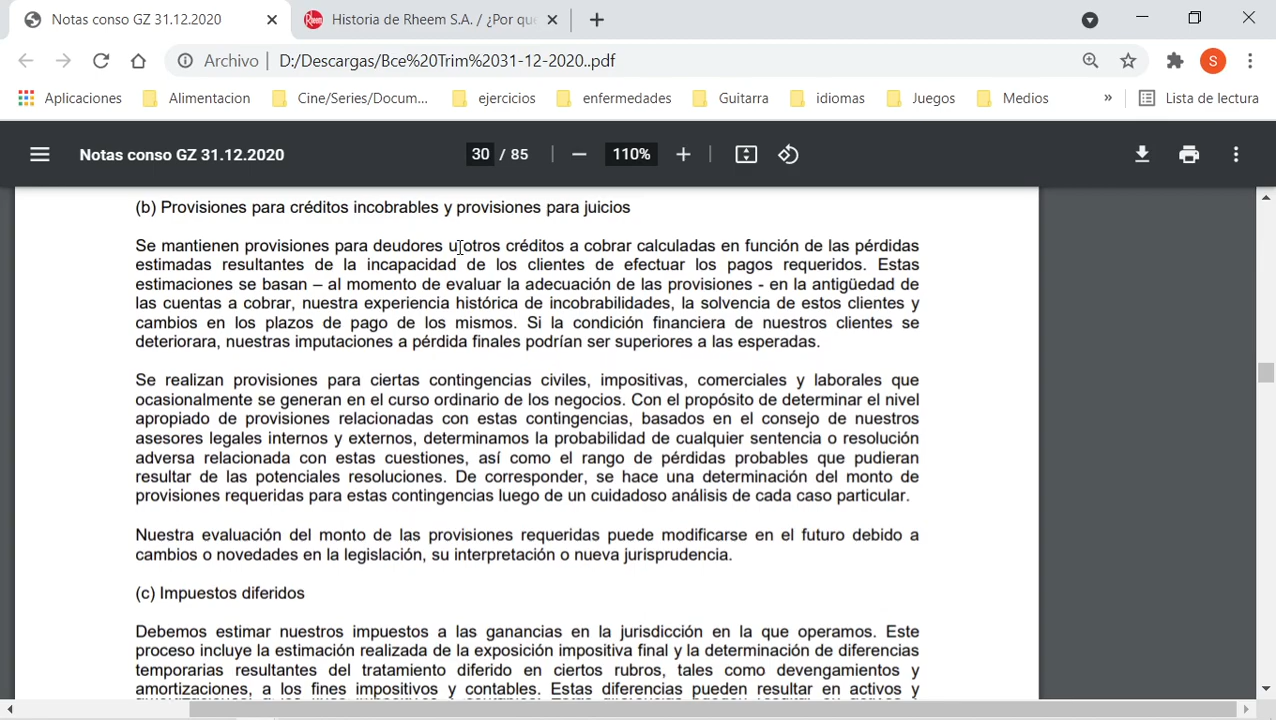 Notas conso GZ 31.12.2020
Historia de Rheem S.A. / ¿Por qué
Archivo | D:/Descargas/Bce%20Trim%2031-12-2020..pdf
S
Aplicaciones Alimentacion Cine/Series/Docum... ejercicios enfermedades Guitarra idiomas Juegos Medios » Lista de lectura
Notas conso GZ 31.12.2020 30 / 85 110%
(b) Provisiones para créditos incobrables y provisiones para juicios
Se mantienen provisiones para deudores u otros créditos a cobrar calculadas en función de las pérdidas
estimadas resultantes de la incapacidad de los clientes de efectuar los pagos requeridos. Estas
estimaciones se basan – al momento de evaluar la adecuación de las provisiones - en la antigüedad de
las cuentas a cobrar, nuestra experiencia histórica de incobrabilidades, la solvencia de estos clientes y
cambios en los plazos de pago de los mismos. Si la condición financiera de nuestros clientes se
deteriorara, nuestras imputaciones a pérdida finales podrían ser superiores a las esperadas.
Se realizan provisiones para ciertas contingencias civiles, impositivas, comerciales y laborales que
ocasionalmente se generan en el curso ordinario de los negocios. Con el propósito de determinar el nivel
apropiado de provisiones relacionadas con estas contingencias, basados en el consejo de nuestros
asesores legales internos y externos, determinamos la probabilidad de cualquier sentencia o resolución
adversa relacionada con estas cuestiones, así como el rango de pérdidas probables que pudieran
resultar de las potenciales resoluciones. De corresponder, se hace una determinación del monto de
provisiones requeridas para estas contingencias luego de un cuidadoso análisis de cada caso particular.
Nuestra evaluación del monto de las provisiones requeridas puede modificarse en el futuro debido a
cambios o novedades en la legislación, su interpretación o nueva jurisprudencia.
(c) Impuestos diferidos
Debemos estimar nuestros impuestos a las ganancias en la jurisdicción en la que operamos. Este
proceso incluye la estimación realizada de la exposición impositiva final y la determinación de diferencias
temporarias resultantes del tratamiento diferido en ciertos rubros, tales como devengamientos y
amortizaciones, a los fines impositivos y contables. Estas diferencias pueden resultar en activos y